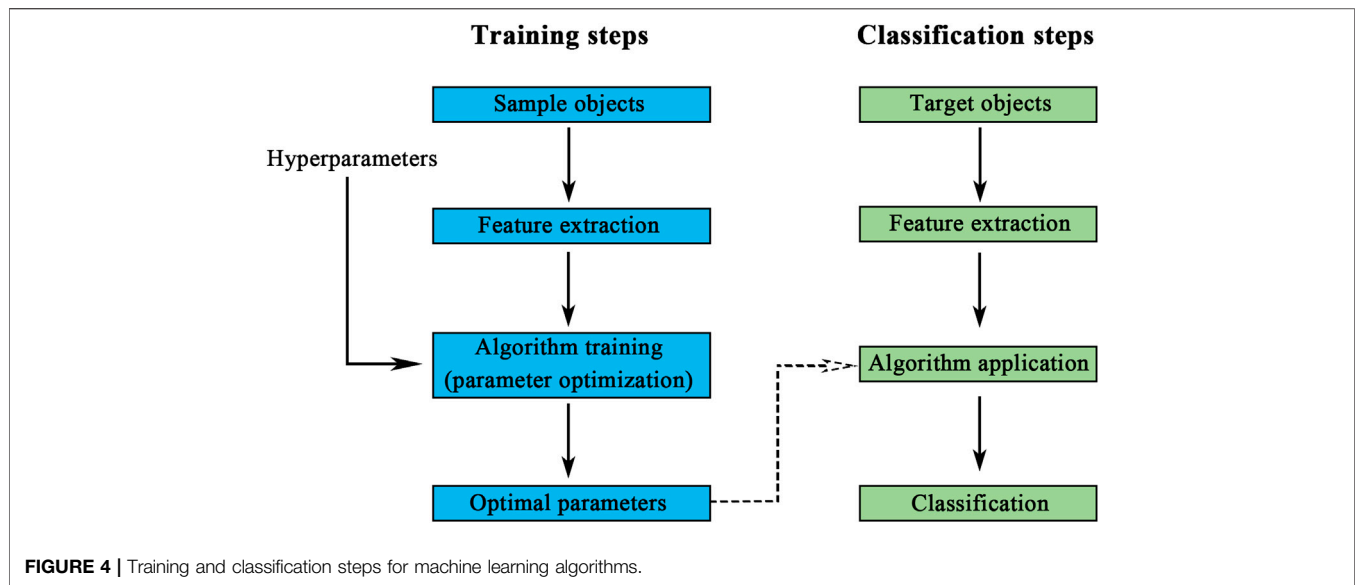 Training steps
Classification steps
Sample objects
Target objects
Hyperparameters
Feature extraction
Feature extraction
Algorithm training
(parameter optimization)
Algorithm application
Optimal parameters
Classification
FIGURE 4 | Training and classification steps for machine learning algorithms.